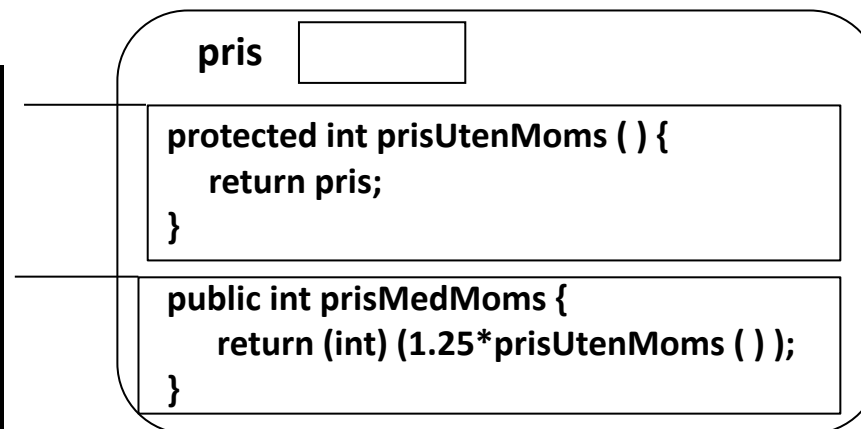 pris
protected int prisUtenMoms ( ) {
return pris;
}
public int prisMedMoms {
return (int) (1.25*prisUtenMoms ( ) );
}